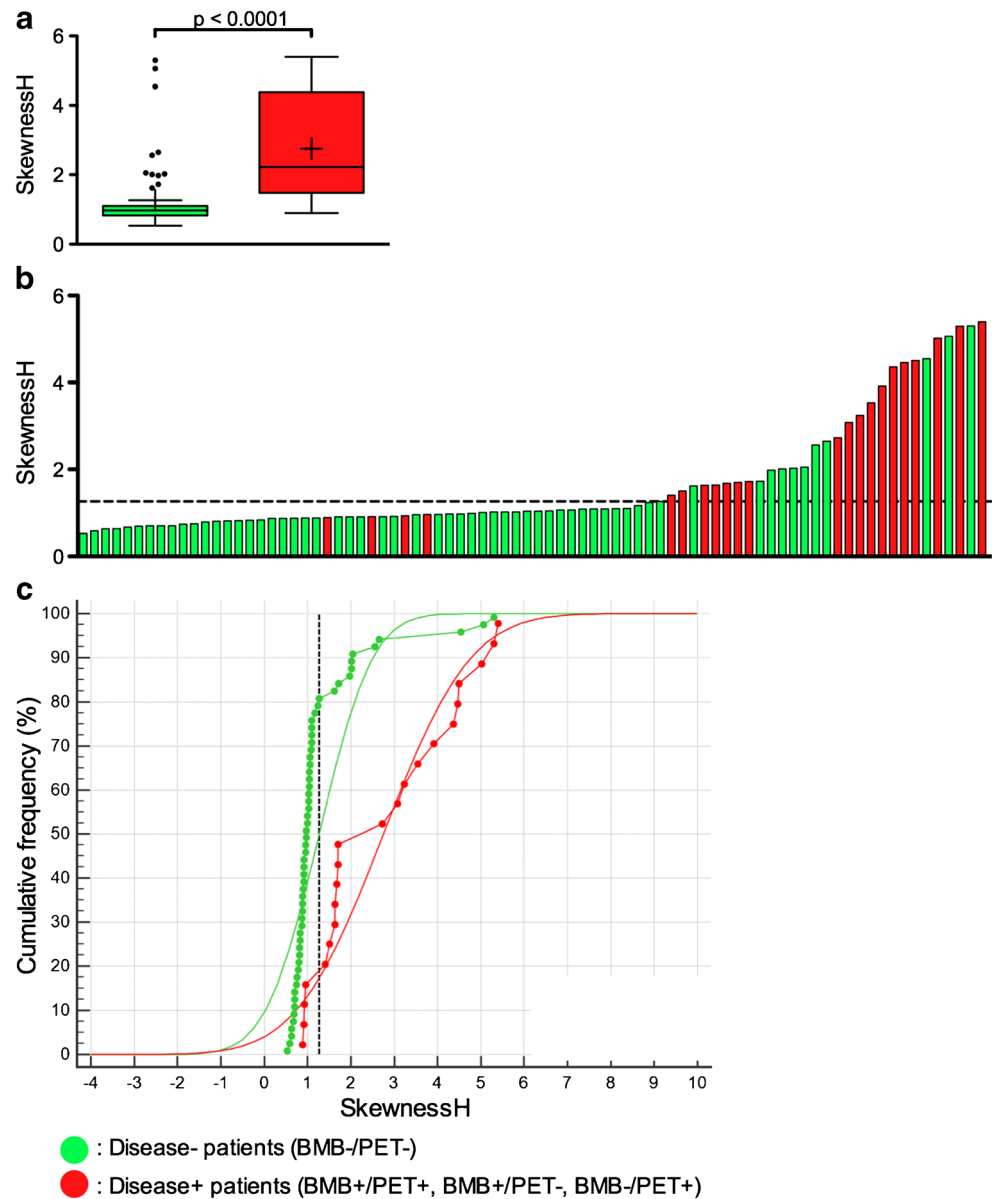 a
p < 0.0001
6
4
2
0
SkewnessH
b
6
4
2
0
SkewnessH
c
100
90
80
70
60
50
40
30
20
10
0
Cumulative frequency (%)
-4 -3 -2 -1 0 1 2 3 4 5 6 7 8 9 10
SkewnessH
: Disease- patients (BMB-/PET-)
: Disease+ patients (BMB+/PET+, BMB+/PET-, BMB-/PET+)